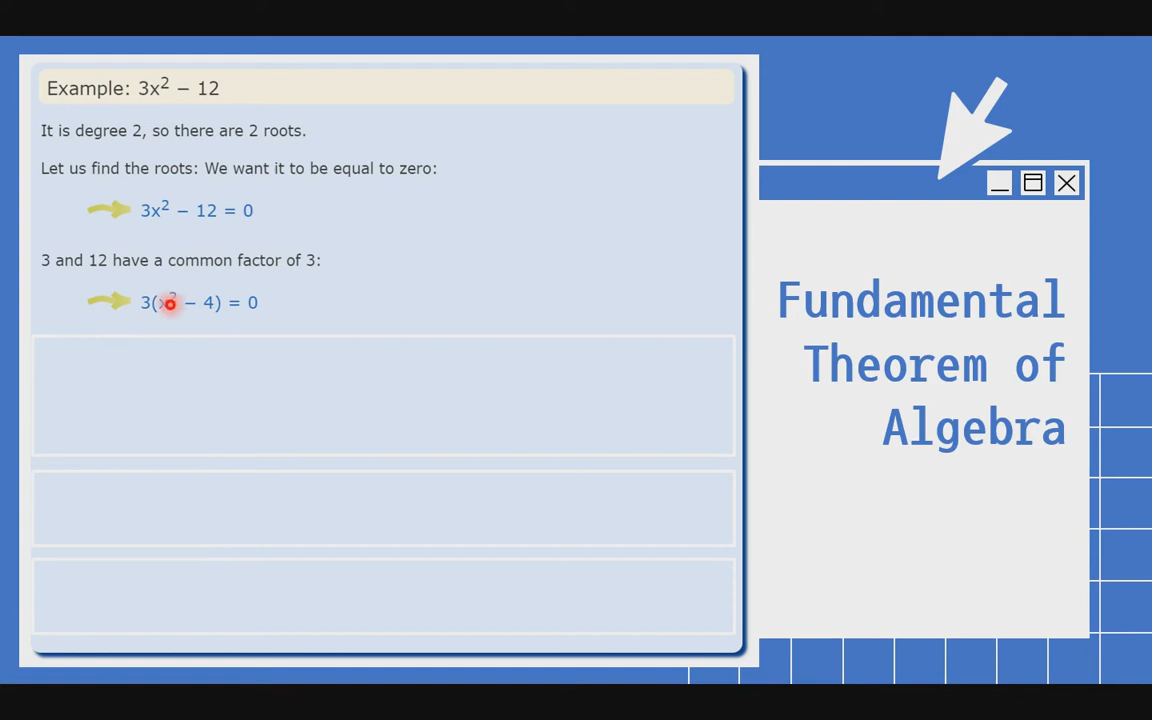 Example: 3x² − 12
It is degree 2, so there are 2 roots.
Let us find the roots: We want it to be equal to zero:
3x² − 12 = 0
3 and 12 have a common factor of 3:
3(x² − 4) = 0
Fundamental
Theorem of
Algebra